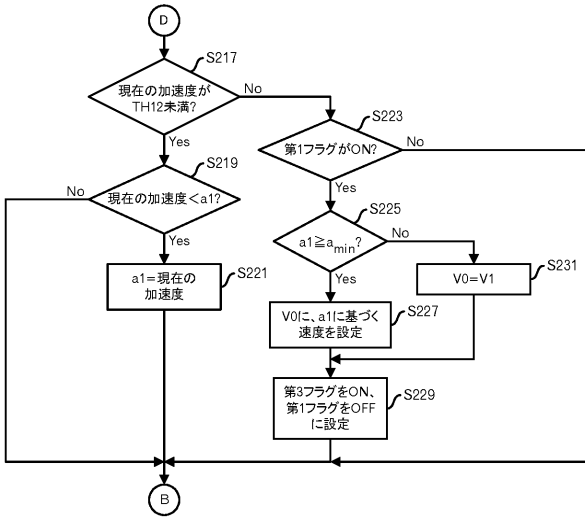 D
S217
現在の加速度が
TH12未満?
No
Yes
S223
第1フラグがON?
No
Yes
S219
現在の加速度<a1?
No
Yes
S225
a1≧amin?
No
Yes
S221
a1=現在の
加速度
S231
V0=V1
S227
V0に、a1に基づく
速度を設定
S229
第3フラグをON、
第1フラグをOFF
に設定
B